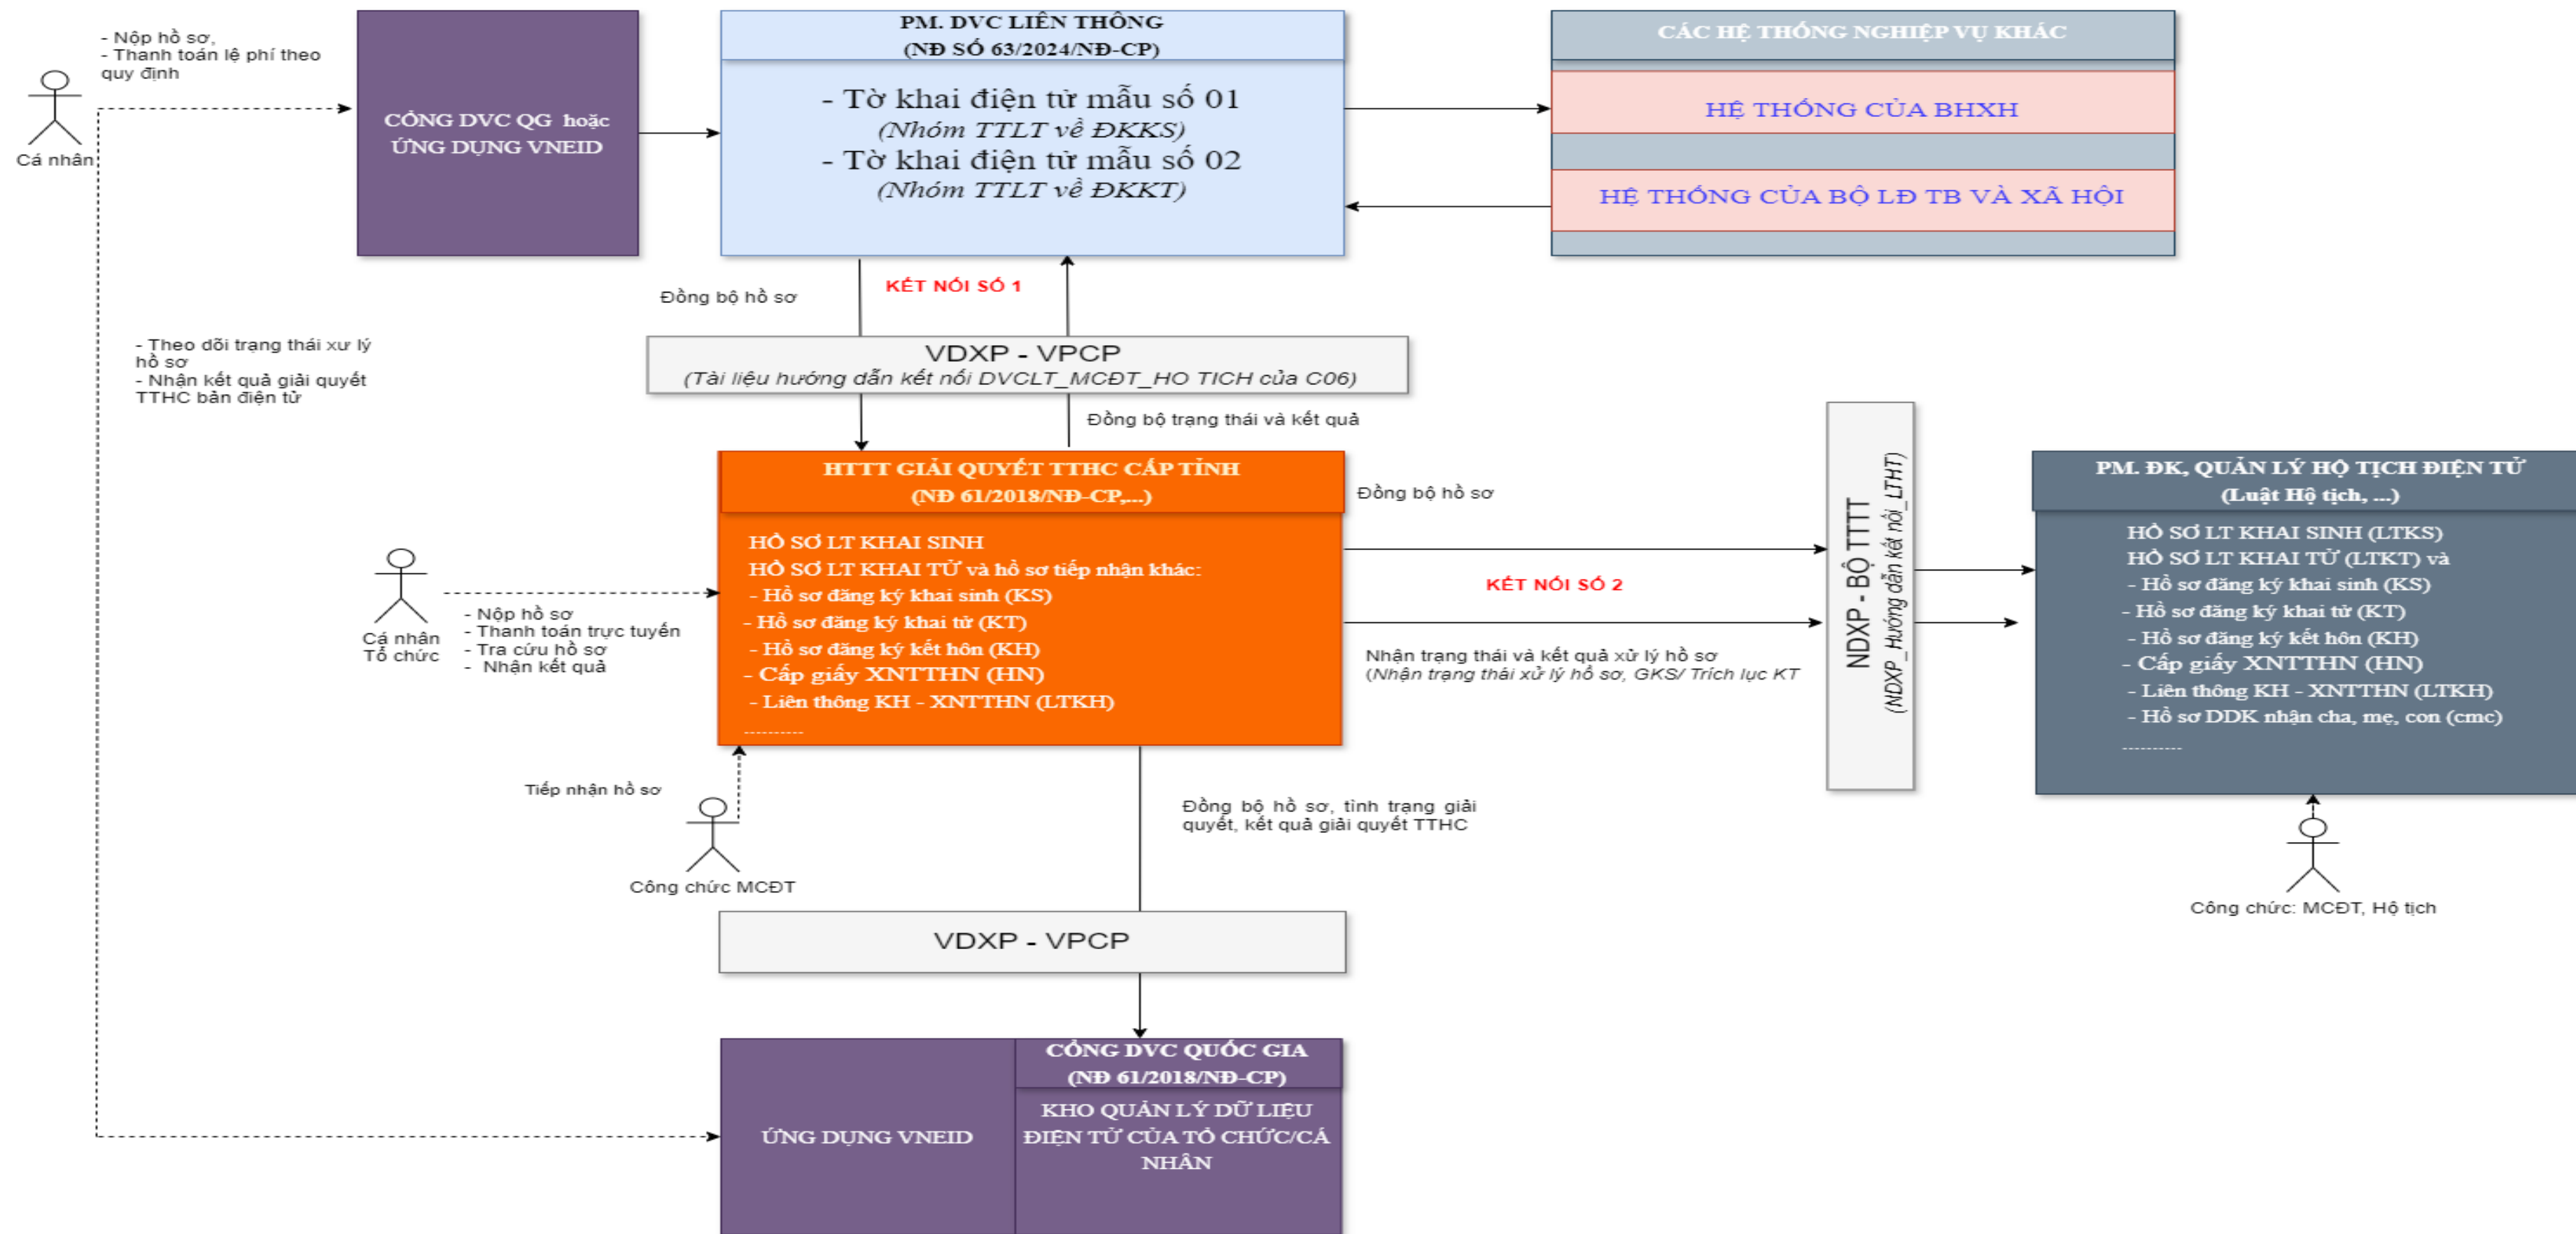 - Nộp hồ sơ,
- Thanh toán lệ phí theo
quy định
Cá nhân
CỔNG DVC QG hoặc
ỨNG DỤNG VNEID
PM. DVC LIÊN THÔNG
(NĐ SỐ 63/2024/NĐ-CP)
- Tờ khai điện tử mẫu số 01
(Nhóm TTLT về ĐKKS)
- Tờ khai điện tử mẫu số 02
(Nhóm TTLT về ĐKKT)
CÁC HỆ THỐNG NGHIỆP VỤ KHÁC
HỆ THỐNG CỦA BHXH
HỆ THỐNG CỦA BỘ LĐ TB VÀ XÃ HỘI
Đồng bộ hồ sơ
KẾT NỐI SỐ 1
- Theo dõi trạng thái xư lý
hồ sơ
- Nhận kết quả giải quyết
TTHC bản điện tử
VDXP - VPCP
(Tài liệu hướng dẫn kết nối DVCLT_MCĐT_HO TICH của C06)
Đồng bộ trạng thái và kết quả
HTTT GIẢI QUYẾT TTHC CẤP TỈNH
(NĐ 61/2018/NĐ-CP,...)
HỒ SƠ LT KHAI SINH
HỒ SƠ LT KHAI TỬ và hồ sơ tiếp nhận khác:
- Hồ sơ đăng ký khai sinh (KS)
- Hồ sơ đăng ký khai tử (KT)
- Hồ sơ đăng ký kết hôn (KH)
- Cấp giấy XNTTHN (HN)
- Liên thông KH - XNTTHN (LTKH)
----------
Cá nhân
Tổ chức
- Nộp hồ sơ
- Thanh toán trực tuyến
- Tra cứu hồ sơ
- Nhận kết quả
Đồng bộ hồ sơ
KẾT NỐI SỐ 2
Nhận trạng thái và kết quả xử lý hồ sơ
(Nhận trạng thái xử lý hồ sơ, GKS/ Trích lục KT
NDXP - BỘ TTTT
(NDXP_Hướng dẫn kết nối_LTHT)
PM. ĐK, QUẢN LÝ HỘ TỊCH ĐIỆN TỬ
(Luật Hộ tịch, ...)
HỒ SƠ LT KHAI SINH (LTKS)
HỒ SƠ LT KHAI TỬ (LTKT) và
- Hồ sơ đăng ký khai sinh (KS)
- Hồ sơ đăng ký khai tử (KT)
- Hồ sơ đăng ký kết hôn (KH)
- Cấp giấy XNTTHN (HN)
- Liên thông KH - XNTTHN (LTKH)
- Hồ sơ DDK nhận cha, mẹ, con (cmc)
----------
Tiếp nhận hồ sơ
Công chức MCĐT
Đồng bộ hồ sơ, tình trạng giải
quyết, kết quả giải quyết TTHC
Công chức: MCĐT, Hộ tịch
VDXP - VPCP
ỨNG DỤNG VNEID
CỔNG DVC QUỐC GIA
(NĐ 61/2018/NĐ-CP)
KHO QUẢN LÝ DỮ LIỆU
ĐIỆN TỬ CỦA TỔ CHỨC/CÁ
NHÂN